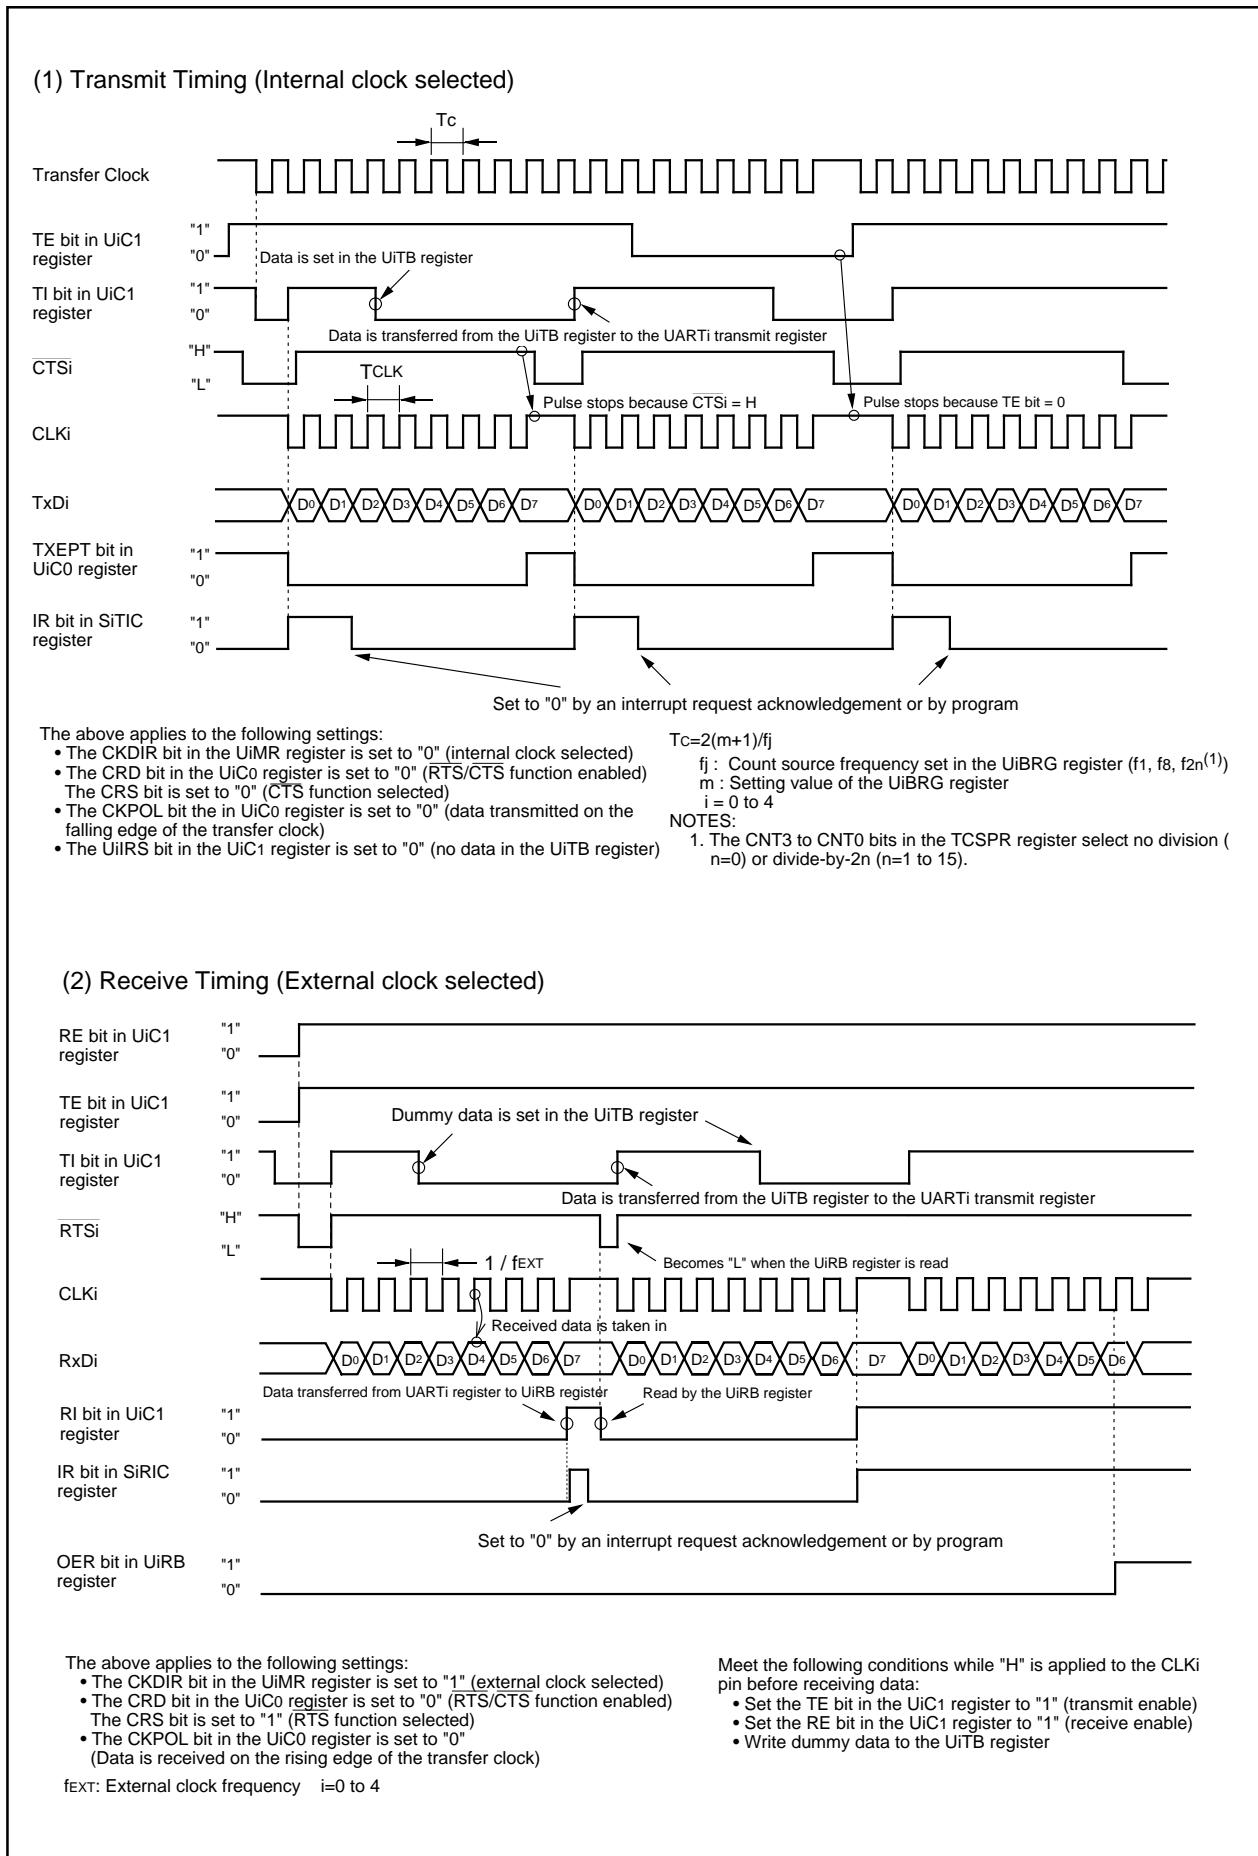 (1) Transmit Timing (Internal clock selected)
Tc
Transfer Clock
TE bit in UiC1
register
"1"
"0"
Data is set in the UiTB register
TI bit in UiC1
register
"1"
"0"
Data is transferred from the UiTB register to the UARTi transmit register
CTSi
"H"
"L"
TCLK
Pulse stops because CTSi = H
Pulse stops because TE bit = 0
CLKi
TxDi
D0 D1 D2 D3 D4 D5 D6 D7 D0 D1 D2 D3 D4 D5 D6 D7 D0 D1 D2 D3 D4 D5 D6 D7
TXEPT bit in
UiC0 register
"1"
"0"
IR bit in SiTIC
register
"1"
"0"
Set to "0" by an interrupt request acknowledgement or by program
The above applies to the following settings:
• The CKDIR bit in the UiMR register is set to "0" (internal clock selected)
• The CRD bit in the UiC0 register is set to "0" (RTS/CTS function enabled)
The CRS bit is set to "0" (CTS function selected)
• The CKPOL bit the in UiC0 register is set to "0" (data transmitted on the
falling edge of the transfer clock)
• The UiIRS bit in the UiC1 register is set to "0" (no data in the UiTB register)
TC=2(m+1)/fj
fj : Count source frequency set in the UiBRG register (f1, f8, f2n(1))
m : Setting value of the UiBRG register
i = 0 to 4
NOTES:
1. The CNT3 to CNT0 bits in the TCSPR register select no division (
n=0) or divide-by-2n (n=1 to 15).
(2) Receive Timing (External clock selected)
RE bit in UiC1
register
"1"
"0"
TE bit in UiC1
register
"1"
"0"
Dummy data is set in the UiTB register
TI bit in UiC1
register
"1"
"0"
Data is transferred from the UiTB register to the UARTi transmit register
RTSi
"H"
"L"
1 / fEXT
Becomes "L" when the UiRB register is read
CLKi
Received data is taken in
RxDi
D0 D1 D2 D3 D4 D5 D6 D7 D0 D1 D2 D3 D4 D5 D6 D7 D0 D1 D2 D3 D4 D5 D6
Data transferred from UARTi register to UiRB register
Read by the UiRB register
RI bit in UiC1
register
"1"
"0"
IR bit in SiRIC
register
"1"
"0"
Set to "0" by an interrupt request acknowledgement or by program
OER bit in UiRB
register
"1"
"0"
The above applies to the following settings:
• The CKDIR bit in the UiMR register is set to "1" (external clock selected)
• The CRD bit in the UiC0 register is set to "0" (RTS/CTS function enabled)
The CRS bit is set to "1" (RTS function selected)
• The CKPOL bit in the UiC0 register is set to "0"
(Data is received on the rising edge of the transfer clock)
fEXT: External clock frequency i=0 to 4
Meet the following conditions while "H" is applied to the CLKi
pin before receiving data:
• Set the TE bit in the UiC1 register to "1" (transmit enable)
• Set the RE bit in the UiC1 register to "1" (receive enable)
• Write dummy data to the UiTB register